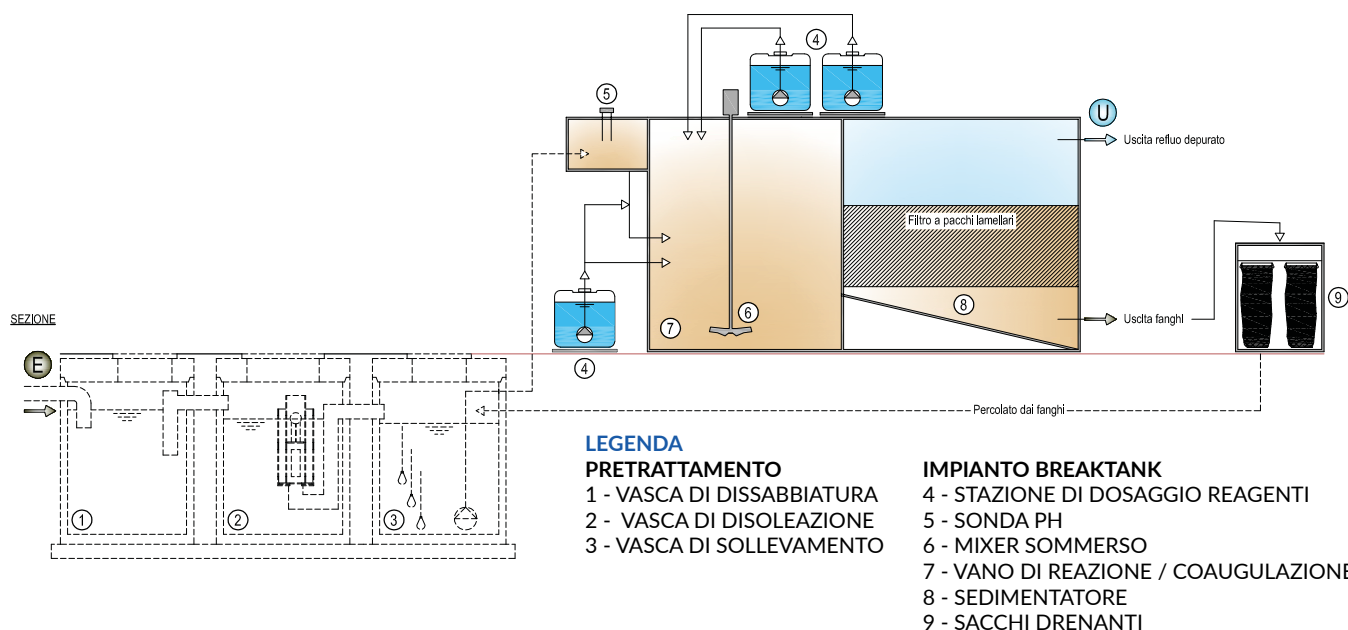 4
5
U
Uscita refluo depurato
Filtro a pacchi lamellari
6
8
9
7
Uscita fanghi
SEZIONE
E
4
Percolato dai fanghi
1
2
3
LEGENDA
PRETRATTAMENTO
1 - VASCA DI DISSABBIATURA
2 - VASCA DI DISOLEAZIONE
3 - VASCA DI SOLLEVAMENTO
IMPIANTO BREAKTANK
4 - STAZIONE DI DOSAGGIO REAGENTI
5 - SONDA PH
6 - MIXER SOMMERSO
7 - VANO DI REAZIONE / COAUGULAZIONE
8 - SEDIMENTATORE
9 - SACCHI DRENANTI